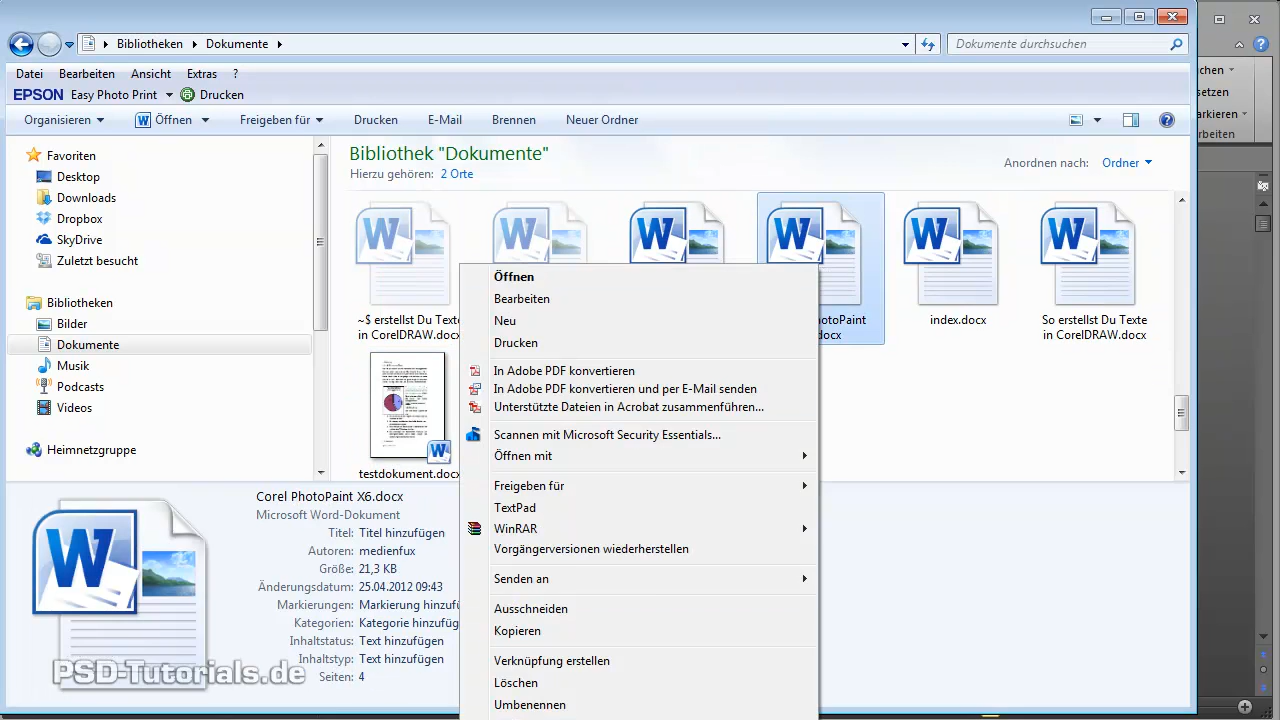 Bibliotheken Dokumente
Dokumente durchsuchen
Datei Bearbeiten Ansicht Extras ?
EPSON Easy Photo Print Drucken
Organisieren Öffnen Freigeben für Drucken E-Mail Brennen Neuer Ordner
Favoriten
Desktop
Downloads
Dropbox
SkyDrive
Zuletzt besucht
Bibliotheken
Bilder
Dokumente
Musik
Podcasts
Videos
Heimnetzgruppe
Bibliothek "Dokumente"
Hierzu gehören: 2 Orte
Anordnen nach: Ordner
~$ erstellst Du Texte
in CorelDRAW.docx
index.docx
So erstellst Du Texte
in CorelDRAW.docx
testdokument.docx
Öffnen
Bearbeiten
Neu
Drucken
In Adobe PDF konvertieren
In Adobe PDF konvertieren und per E-Mail senden
Unterstützte Dateien in Acrobat zusammenführen...
Scannen mit Microsoft Security Essentials...
Öffnen mit
Freigeben für
TextPad
WinRAR
Vorgängerversionen wiederherstellen
Senden an
Ausschneiden
Kopieren
Verknüpfung erstellen
Löschen
Umbenennen
Corel PhotoPaint X6.docx
Microsoft Word-Dokument
Titel: Titel hinzufügen
Autoren: medienfux
Größe: 21,3 KB
Änderungsdatum: 25.04.2012 09:43
Markierungen: Markierung hinzufü
Kategorien: Kategorie hinzufüg
Inhaltstatus: Text hinzufügen
Inhaltstyp: Text hinzufügen
Seiten: 4
PSD-Tutorials.de